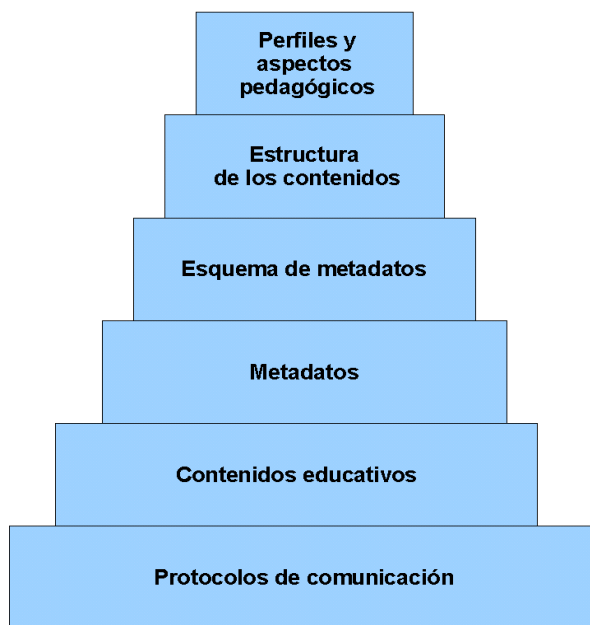 Perfiles y
aspectos
pedagógicos
Estructura
de los contenidos
Esquema de metadatos
Metadatos
Contenidos educativos
Protocolos de comunicación